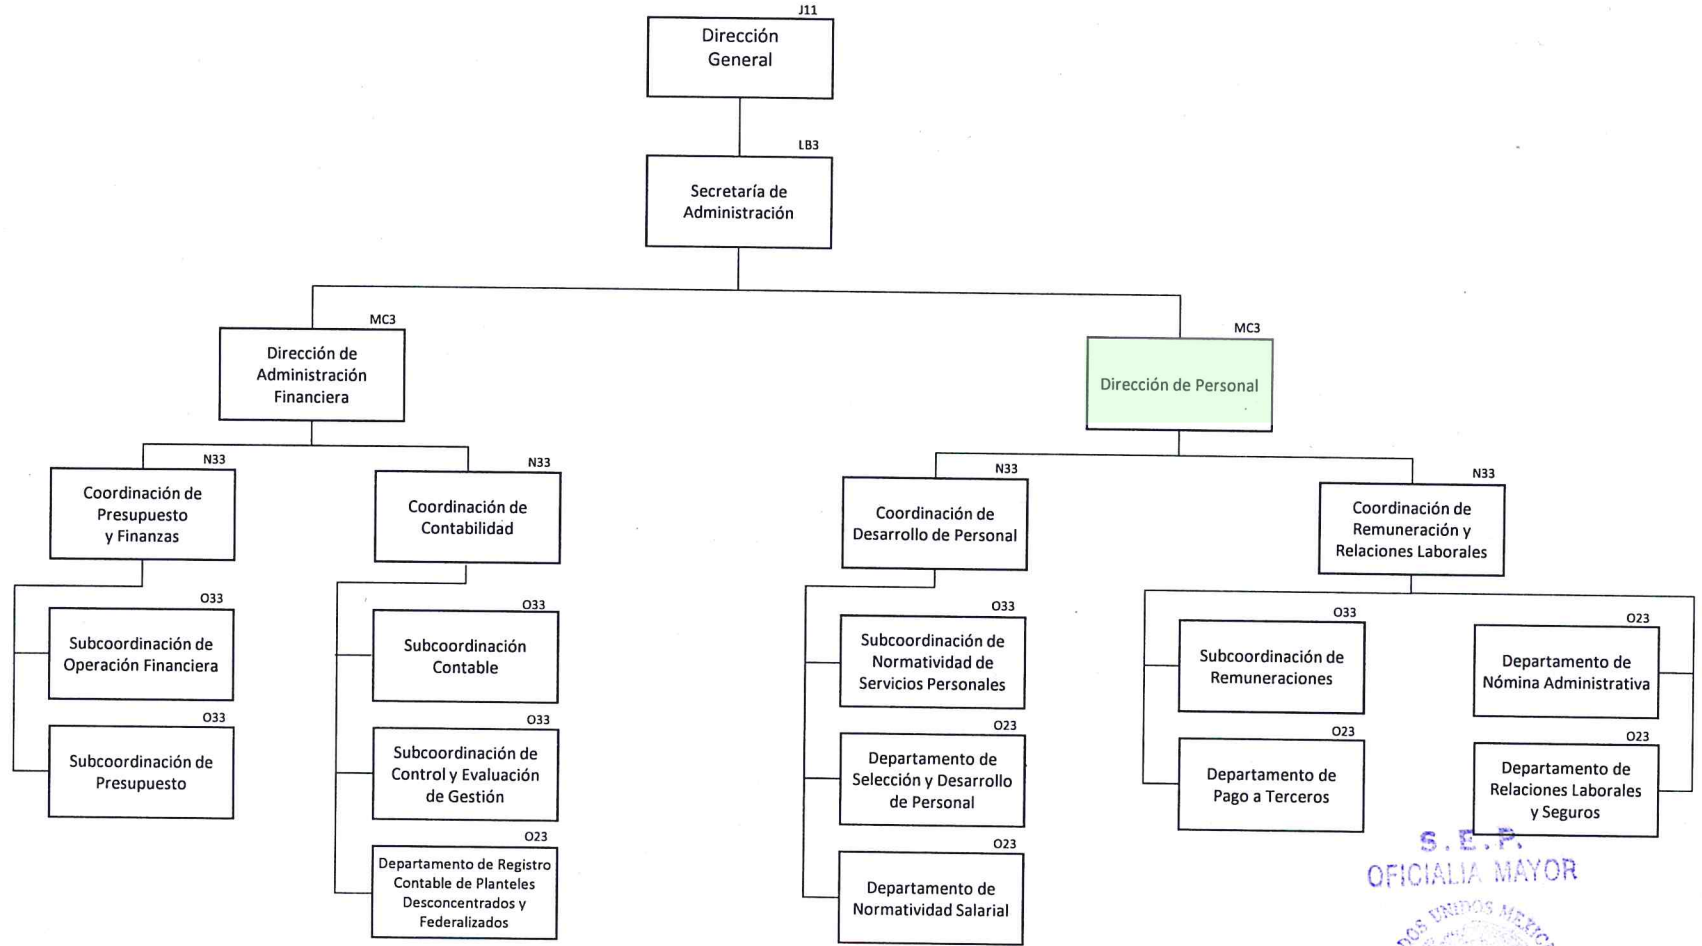 J11
Dirección
General
LB3
Secretaría de
Administración
MC3
Dirección de
Administración
Financiera
MC3
Dirección de Personal
N33
Coordinación de
Presupuesto
y Finanzas
N33
Coordinación de
Contabilidad
N33
Coordinación de
Desarrollo de Personal
N33
Coordinación de
Remuneración y
Relaciones Laborales
O33
Subcoordinación de
Operación Financiera
O33
Subcoordinación de
Presupuesto
O33
Subcoordinación
Contable
O33
Subcoordinación de
Control y Evaluación
de Gestión
O23
Departamento de Registro
Contable de Planteles
Desconcentrados y
Federalizados
O33
Subcoordinación de
Normatividad de
Servicios Personales
O23
Departamento de
Selección y Desarrollo
de Personal
O23
Departamento de
Normatividad Salarial
O33
Subcoordinación de
Remuneraciones
O23
Departamento de
Pago a Terceros
O23
Departamento de
Nómina Administrativa
O23
Departamento de
Relaciones Laborales
y Seguros
S.E.P.
OFICIALIA MAYOR
UNIDOS